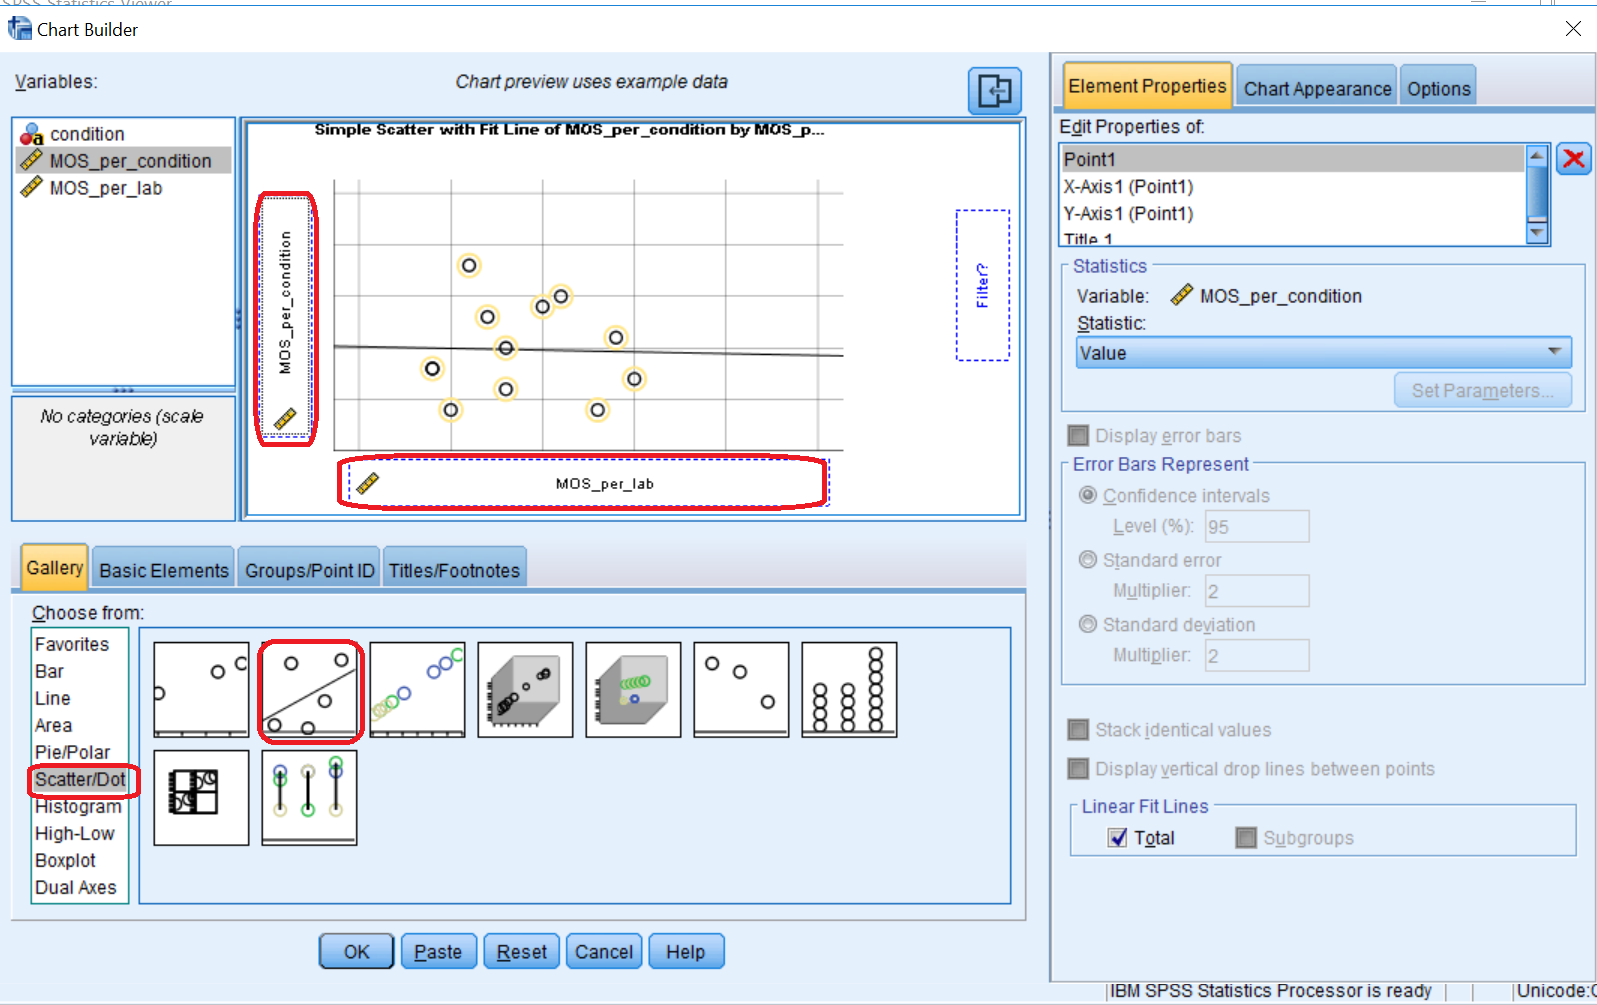 SPSS Statistics Viewer
Chart Builder
Variables:
Chart preview uses example data
condition
MOS_per_condition
MOS_per_lab
No categories (scale
variable)
Simple Scatter with Fit Line of MOS_per_condition by MOS_p...
MOS_per_condition
Filter?
MOS_per_lab
Gallery
Basic Elements
Groups/Point ID
Titles/Footnotes
Choose from:
Favorites
Bar
Line
Area
Pie/Polar
Scatter/Dot
Histogram
High-Low
Boxplot
Dual Axes
OK
Paste
Reset
Cancel
Help
Element Properties
Chart Appearance
Options
Edit Properties of:
Point1
X-Axis1 (Point1)
Y-Axis1 (Point1)
Title 1
Statistics
Variable: MOS_per_condition
Statistic:
Value
Set Parameters...
Display error bars
Error Bars Represent
Confidence intervals
Level (%): 95
Standard error
Multiplier: 2
Standard deviation
Multiplier: 2
Stack identical values
Display vertical drop lines between points
Linear Fit Lines
Total
Subgroups
IBM SPSS Statistics Processor is ready
Unicode: